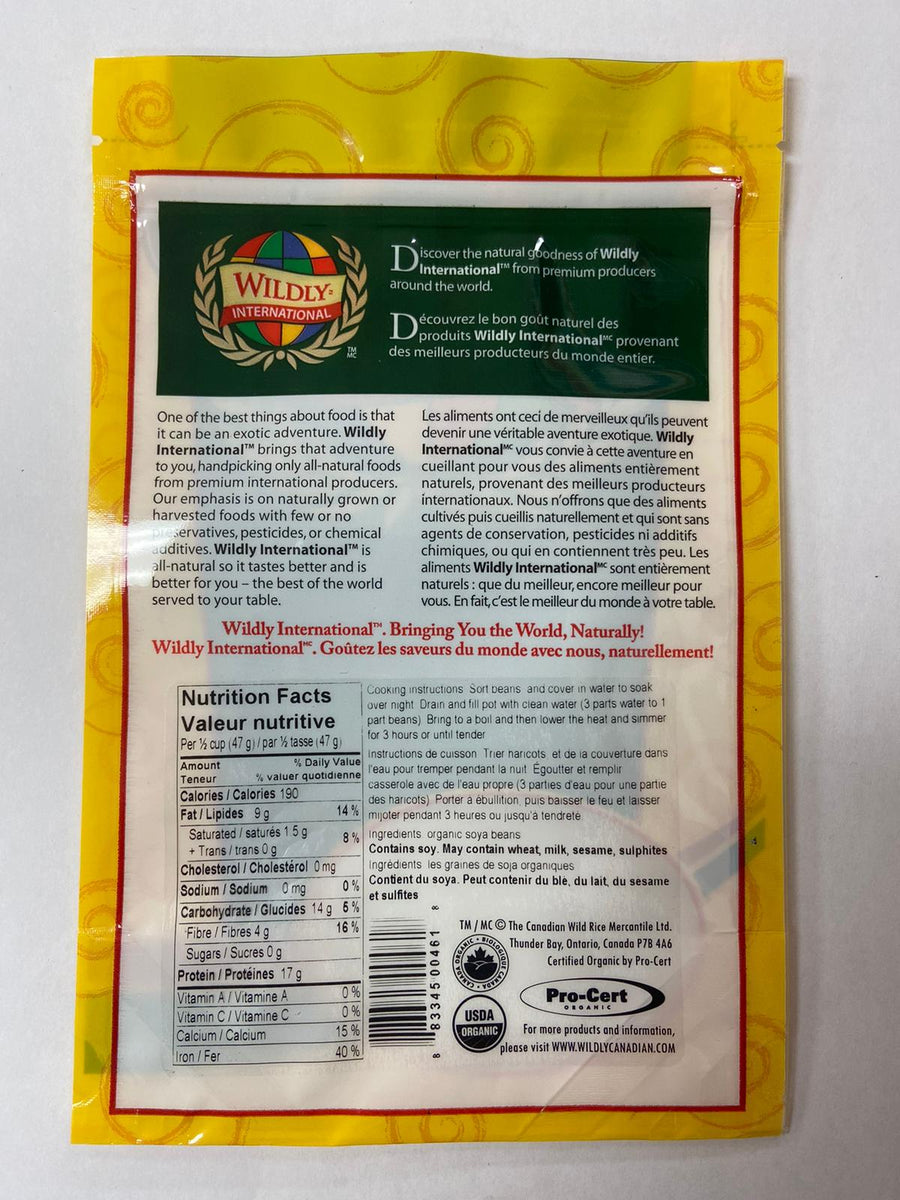 WILDLY
INTERNATIONAL
TM
MC
Discover the natural goodness of Wildly
International™ from premium producers
around the world.
Découvrez le bon goût naturel des
produits Wildly International MC provenant
des meilleurs producteurs du monde entier.
One of the best things about food is that
it can be an exotic adventure. Wildly
International™ brings that adventure
to you, handpicking only all-natural foods
from premium international producers.
Our emphasis is on naturally grown or
harvested foods with few or no
preservatives, pesticides, or chemical
additives. Wildly International™ is
all-natural so it tastes better and is
better for you – the best of the world
served to your table.
Les aliments ont ceci de merveilleux qu'ils peuvent
devenir une véritable aventure exotique. Wildly
International MC vous convie à cette aventure en
cueillant pour vous des aliments entièrement
naturels, provenant des meilleurs producteurs
internationaux. Nous n'offrons que des aliments
cultivés puis cueillis naturellement et qui sont sans
agents de conservation, pesticides ni additifs
chimiques, ou qui en contiennent très peu. Les
aliments Wildly International MC sont entièrement
naturels : que du meilleur, encore meilleur pour
vous. En fait, c'est le meilleur du monde à votre table.
Wildly International™. Bringing You the World, Naturally!
Wildly International MC. Goûtez les saveurs du monde avec nous, naturellement!
Nutrition Facts
Valeur nutritive
Per ½ cup (47 g) / par ½ tasse (47 g)
Amount % Daily Value
Teneur % valuer quotidienne
Calories / Calories 190
Fat / Lipides 9 g 14 %
Saturated / saturés 1 5 g 8 %
+ Trans / trans 0 g
Cholesterol / Cholestérol 0 mg
Sodium / Sodium 0 mg 0 %
Carbohydrate / Glucides 14 g 5 %
Fibre / Fibres 4 g 16 %
Sugars / Sucres 0 g
Protein / Protéines 17 g
Vitamin A / Vitamine A 0 %
Vitamin C / Vitamine C 0 %
Calcium / Calcium 15 %
Iron / Fer 40 %
Cooking instructions Sort beans and cover in water to soak
over night Drain and fill pot with clean water (3 parts water to 1
part beans) Bring to a boil and then lower the heat and simmer
for 3 hours or until tender
Instructions de cuisson Trier haricots et de la couverture dans
l'eau pour tremper pendant la nuit Égoutter et remplir
casserole avec de l'eau propre (3 parties d'eau pour une partie
des haricots) Porter à ébullition, puis baisser le feu et laisser
mijoter pendant 3 heures ou jusqu'à tendreté
Ingredients organic soya beans
Contains soy. May contain wheat, milk, sesame, sulphites
Ingrédients les graines de soja organiques
Contient du soya. Peut contenir du blé, du lait, du sesame
et sulfites
8 83345 00461 8
TM / MC © The Canadian Wild Rice Mercantile Ltd.
Thunder Bay, Ontario, Canada P7B 4A6
Certified Organic by Pro-Cert
CANADA ORGANIC • BIOLOGIQUE CANADA
Pro-Cert
ORGANIC
USDA
ORGANIC
For more products and information,
please visit WWW.WILDLYCANADIAN.COM